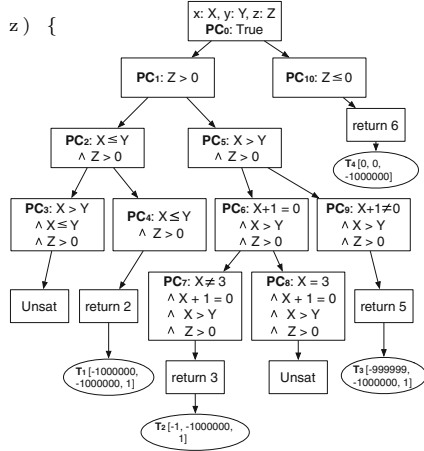 z) {
x: X, y: Y, z: Z
PC0: True
PC1: Z > 0
PC10: Z ≤ 0
PC2: X ≤ Y
∧ Z > 0
PC5: X > Y
∧ Z > 0
return 6
T4 [0, 0,
-1000000]
PC3: X > Y
∧ X ≤ Y
∧ Z > 0
PC4: X ≤ Y
∧ Z > 0
PC6: X+1 = 0
∧ X > Y
∧ Z > 0
PC9: X+1≠0
∧ X > Y
∧ Z > 0
Unsat
return 2
PC7: X ≠ 3
∧ X + 1 = 0
∧ X > Y
∧ Z > 0
PC8: X = 3
∧ X + 1 = 0
∧ X > Y
∧ Z > 0
return 5
T1 [-1000000,
-1000000, 1]
return 3
Unsat
T3 [-999999,
-1000000, 1]
T2 [-1, -1000000,
1]